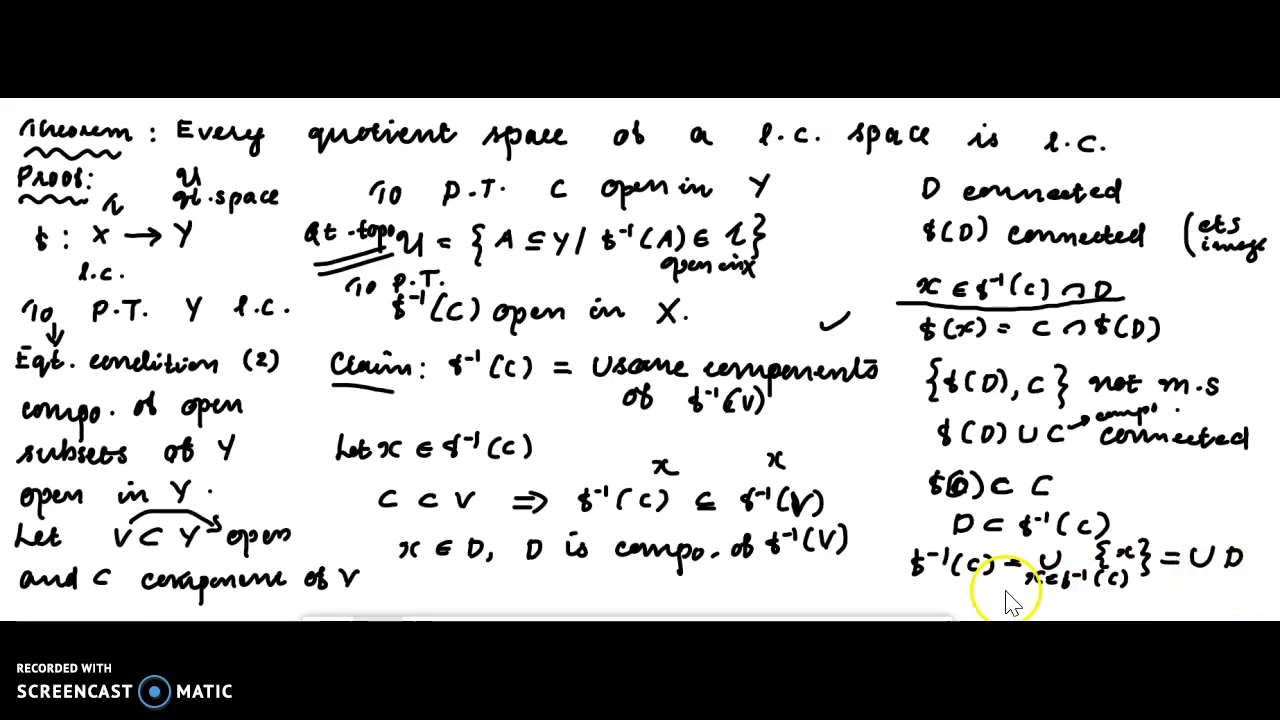 Theorem: Every quotient space of a l.c. space is l.c.
Proof:
U
qt. space
f: X → Y
l.c.
To P.T. Y l.c.
Eqt. condition (2)
compo. of open
subsets of Y
open in Y.
Let V ⊂ Y → open
and C component of V
To P.T. C open in Y
Qt. topo U = { A ⊆ Y / f⁻¹(A) ∈ τ }
open in X
To P.T.
f⁻¹(C) open in X.
Claim: f⁻¹(C) = ∪ some components
of f⁻¹(V)
Let x ∈ f⁻¹(C)
x x
C ⊂ V ⇒ f⁻¹(C) ⊆ f⁻¹(V)
x ∈ D, D is compo. of f⁻¹(V)
D connected
f(D) connected (cts
image
x ∈ f⁻¹(C) ∩ D
f(x) = C ∩ f(D)
{f(D), C} not m.s
compo.
f(D) ∪ C → connected
f(D) ⊂ C
D ⊂ f⁻¹(C)
f⁻¹(C) = ∪ {x} = ∪ D
x ∈ f⁻¹(C)
RECORDED WITH
SCREENCAST MATIC